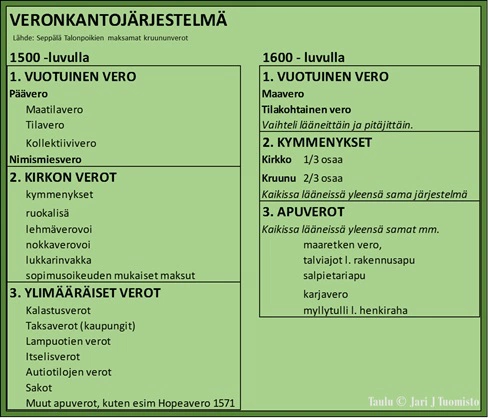 VERONKANTOJÄRJESTELMÄ
Lähde: Seppälä Talonpoikien maksamat kruununverot
1500 -luvulla
1. VUOTUINEN VERO
Päävero
Maatilavero
Tilavero
Kollektiivivero
Nimismiesvero
2. KIRKON VEROT
kymmenykset
ruokalisä
lehmäverovoi
nokkaverovoi
lukkarinvakka
sopimusoikeuden mukaiset maksut
3. YLIMÄÄRÄISET VEROT
Kalastusverot
Taksaverot (kaupungit)
Lampuotien verot
Itselisverot
Autiotilojen verot
Sakot
Muut apuverot, kuten esim Hopeavero 1571
1600 - luvulla
1. VUOTUINEN VERO
Maavero
Tilakohtainen vero
Vaihteli lääneittäin ja pitäjittäin.
2. KYMMENYKSET
Kirkko 1/3 osaa
Kruunu 2/3 osaa
Kaikissa lääneissä yleensä sama järjestelmä
3. APUVEROT
Kaikissa lääneissä yleensä samat mm.
maaretken vero,
talviajot l. rakennusapu
salpietariapu
karjavero
myllytulli l. henkiraha
Taulu © Jari J Tuomisto